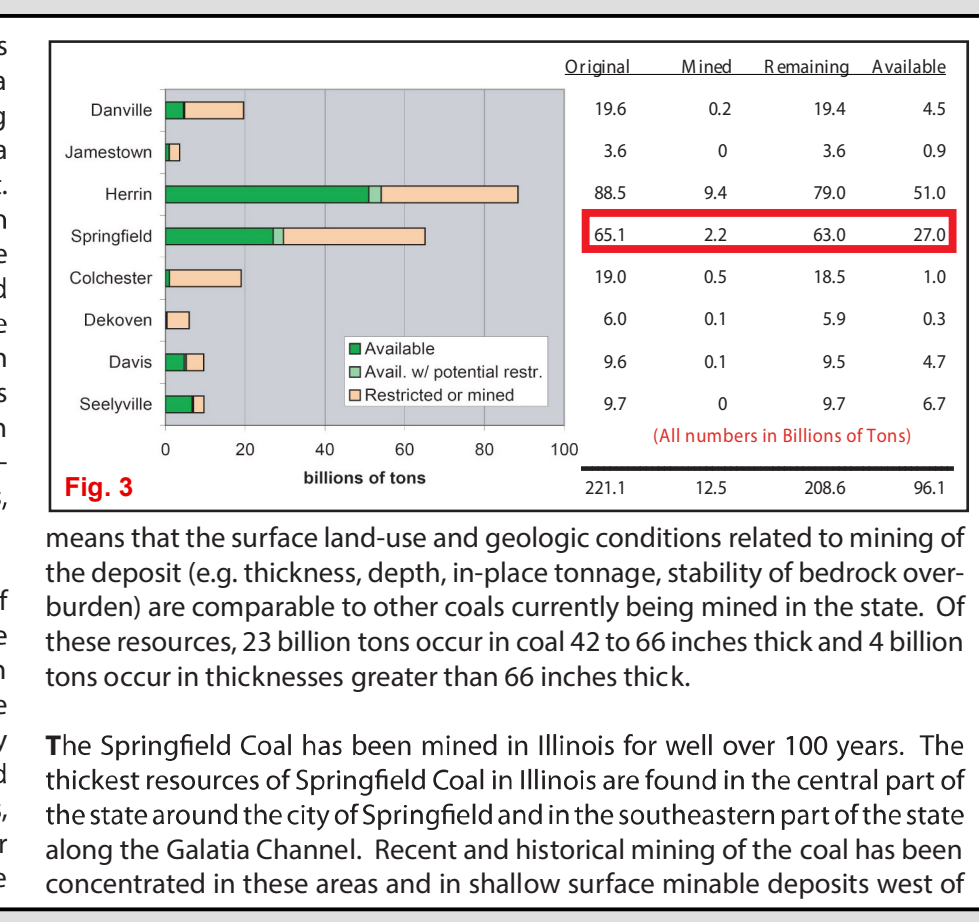 s
a
g
a
t.
n
e
d
e
n
s
n
–
s,
f
e
n
e
y
d
s,
r
e
Original Mined Remaining Available
Danville 19.6 0.2 19.4 4.5
Jamestown 3.6 0 3.6 0.9
Herrin 88.5 9.4 79.0 51.0
Springfield 65.1 2.2 63.0 27.0
Colchester 19.0 0.5 18.5 1.0
Dekoven 6.0 0.1 5.9 0.3
Davis 9.6 0.1 9.5 4.7
Seelyville 9.7 0 9.7 6.7
Available
Avail. w/ potential restr.
Restricted or mined
(All numbers in Billions of Tons)
0 20 40 60 80 100
billions of tons
Fig. 3
221.1 12.5 208.6 96.1
means that the surface land-use and geologic conditions related to mining of
the deposit (e.g. thickness, depth, in-place tonnage, stability of bedrock over-
burden) are comparable to other coals currently being mined in the state. Of
these resources, 23 billion tons occur in coal 42 to 66 inches thick and 4 billion
tons occur in thicknesses greater than 66 inches thick.
The Springfield Coal has been mined in Illinois for well over 100 years. The
thickest resources of Springfield Coal in Illinois are found in the central part of
the state around the city of Springfield and in the southeastern part of the state
along the Galatia Channel. Recent and historical mining of the coal has been
concentrated in these areas and in shallow surface minable deposits west of